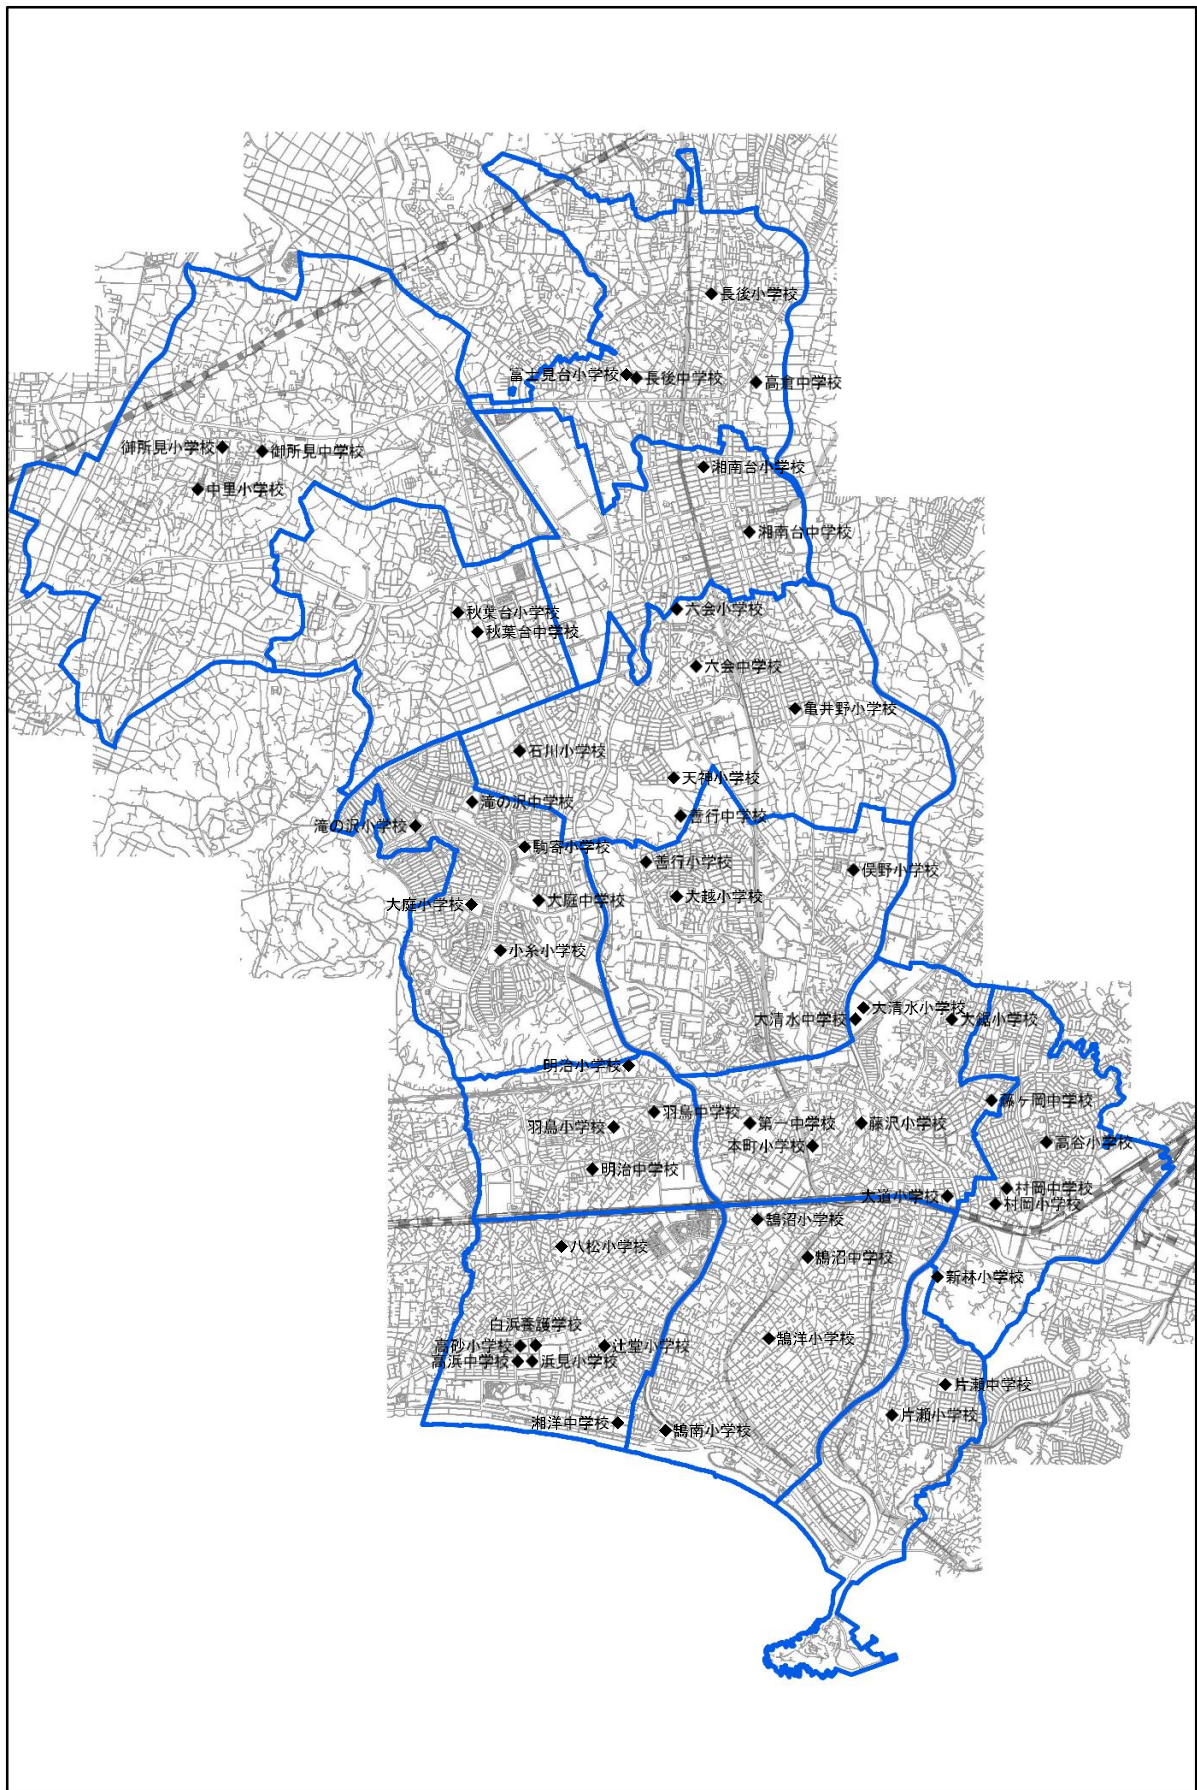 長後小学校
富士見台小学校
長後中学校
高倉中学校
御所見小学校
御所見中学校
湘南台小学校
中里小学校
湘南台中学校
秋葉台小学校
六会小学校
秋葉台中学校
六会中学校
亀井野小学校
石川小学校
天神小学校
滝の沢中学校
善行中学校
滝の沢小学校
駒寄小学校
善行小学校
俣野小学校
大庭小学校
大庭中学校
大越小学校
小糸小学校
大清水小学校
大清水中学校
大鋸小学校
明治小学校
藤ヶ岡中学校
羽鳥中学校
羽鳥小学校
第一中学校
藤沢小学校
本町小学校
高谷小学校
明治中学校
村岡中学校
大道小学校
村岡小学校
鵠沼小学校
八松小学校
鵠沼中学校
新林小学校
白浜養護学校
高砂小学校
辻堂小学校
鵠洋小学校
高浜中学校
浜見小学校
片瀬中学校
湘洋中学校
鵠南小学校
片瀬小学校